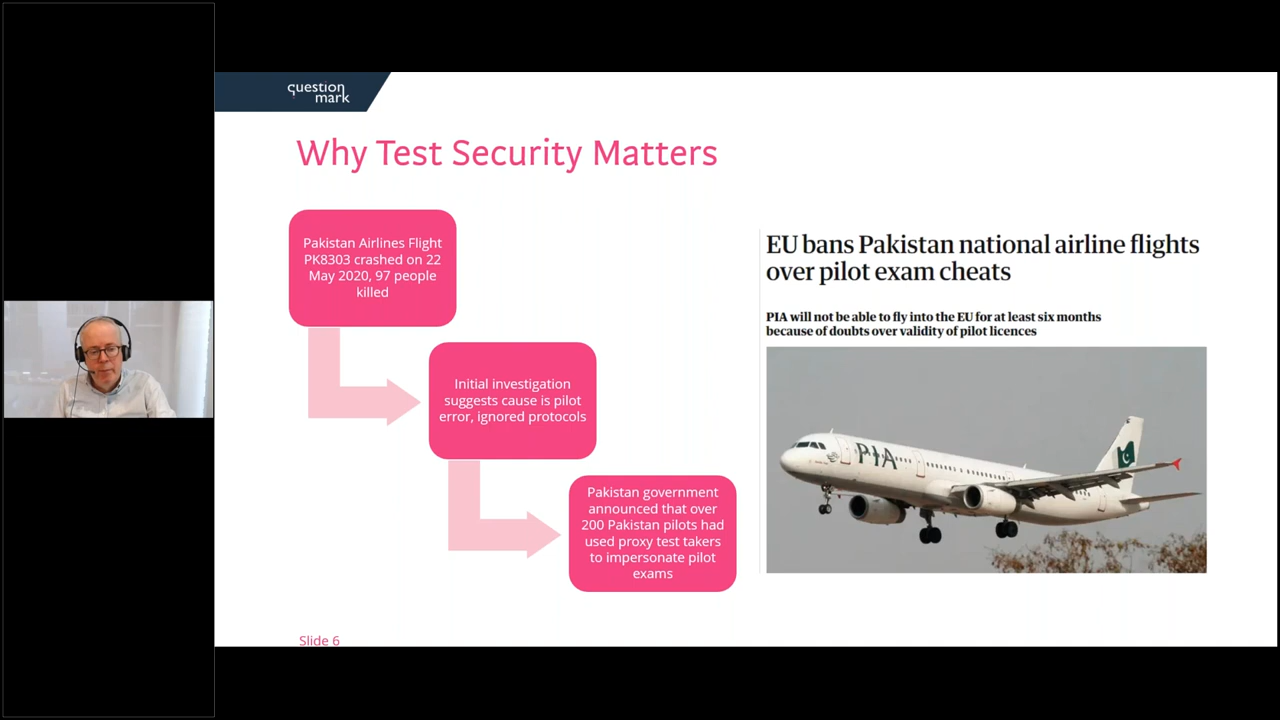 question
mark
Why Test Security Matters
Pakistan Airlines Flight
PK8303 crashed on 22
May 2020, 97 people
killed
Initial investigation
suggests cause is pilot
error, ignored protocols
Pakistan government
announced that over
200 Pakistan pilots had
used proxy test takers
to impersonate pilot
exams
EU bans Pakistan national airline flights
over pilot exam cheats
PIA will not be able to fly into the EU for at least six months
because of doubts over validity of pilot licences
PIA
Slide 6